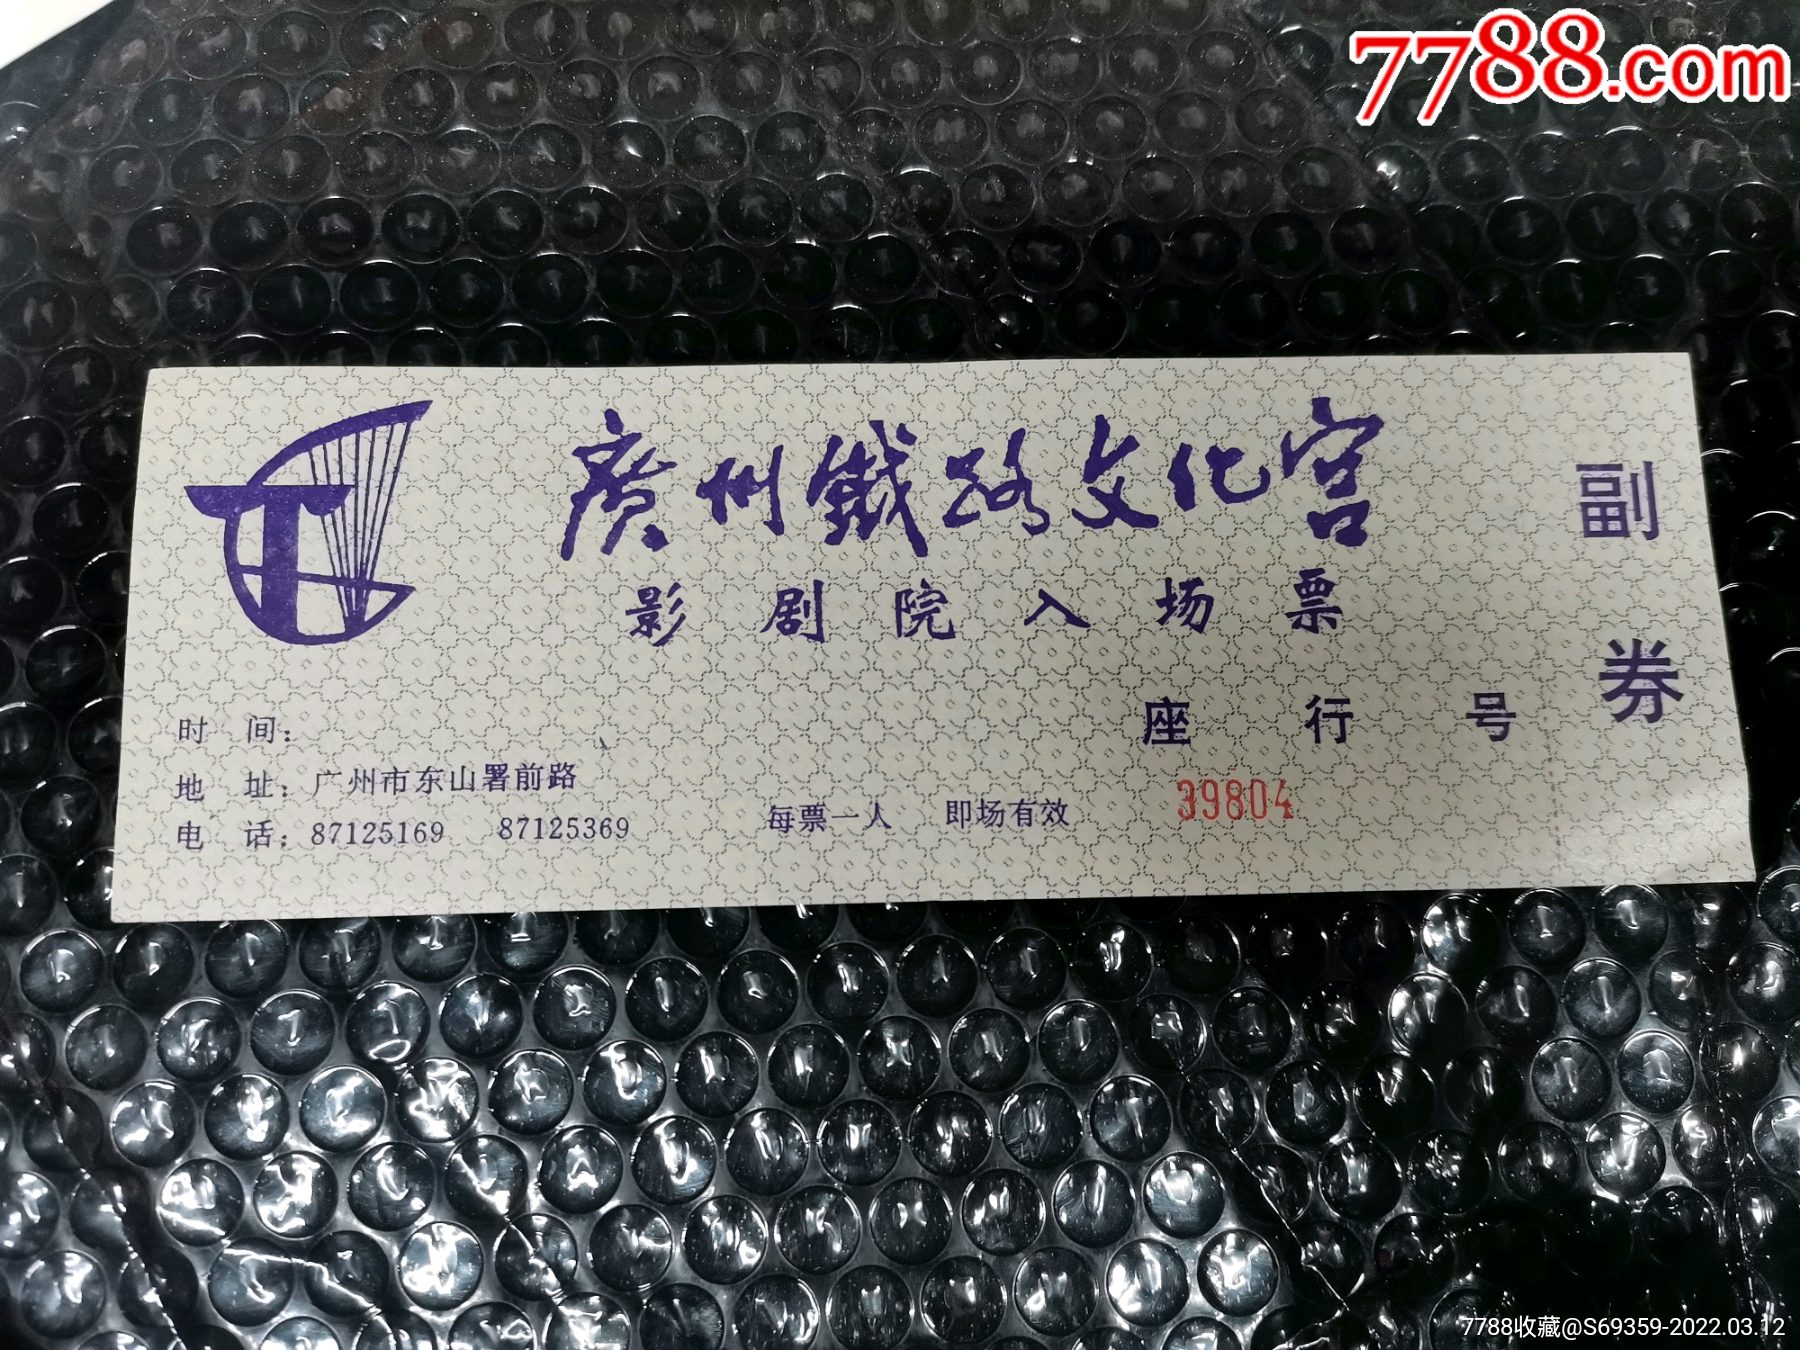 7788.com
廣州鐵路文化宮
影剧院入场票
副券
座 行 号
时 间：
地 址：广州市东山署前路
电 话：87125169 87125369
每票一人 即场有效
39804
7788收藏@S69359-2022.03.12